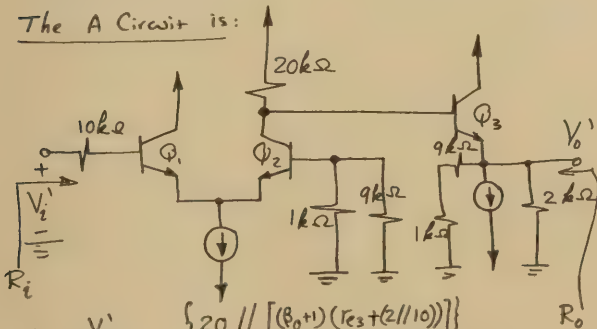 The A Circuit is:
20kΩ
10kΩ
Q1
Q2
Q3
9kΩ
Vo'
+
Vi'
1kΩ
9kΩ
1kΩ
2kΩ
Ri
Ro
Vo' {20 // [(β0+1)(re3+(2//10))]}